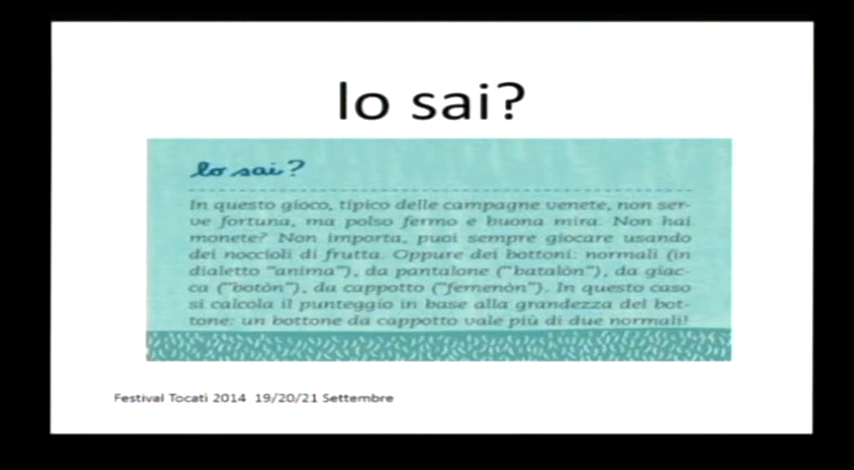 lo sai?
lo sai?
In questo gioco, tipico delle campagne venete, non ser-
ve fortuna, ma polso fermo e buona mira. Non hai
monete? Non importa, puoi sempre giocare usando
dei noccioli di frutta. Oppure dei bottoni: normali (in
dialetto "anima"), da pantalone ("batalòn"), da giac-
ca ("botòn"), da cappotto ("femenòn"). In questo caso
si calcola il punteggio in base alla grandezza del bot-
tone: un bottone da cappotto vale più di due normali!
Festival Tocatì 2014 19/20/21 Settembre